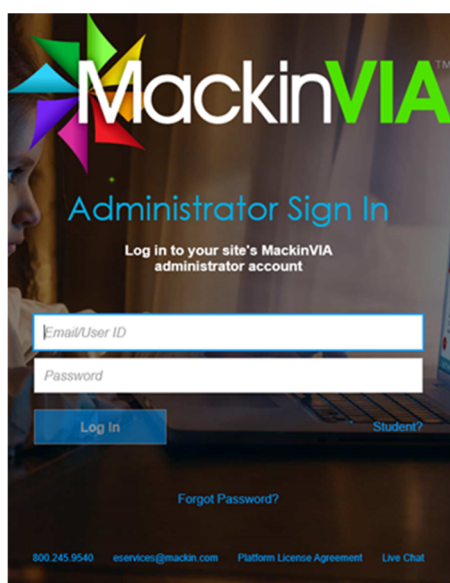 MackinVIA™
Administrator Sign In
Log in to your site's MackinVIA
administrator account
Email/User ID
Password
Log In
Student?
Forgot Password?
800.245.9540 eservices@mackin.com Platform License Agreement Live Chat